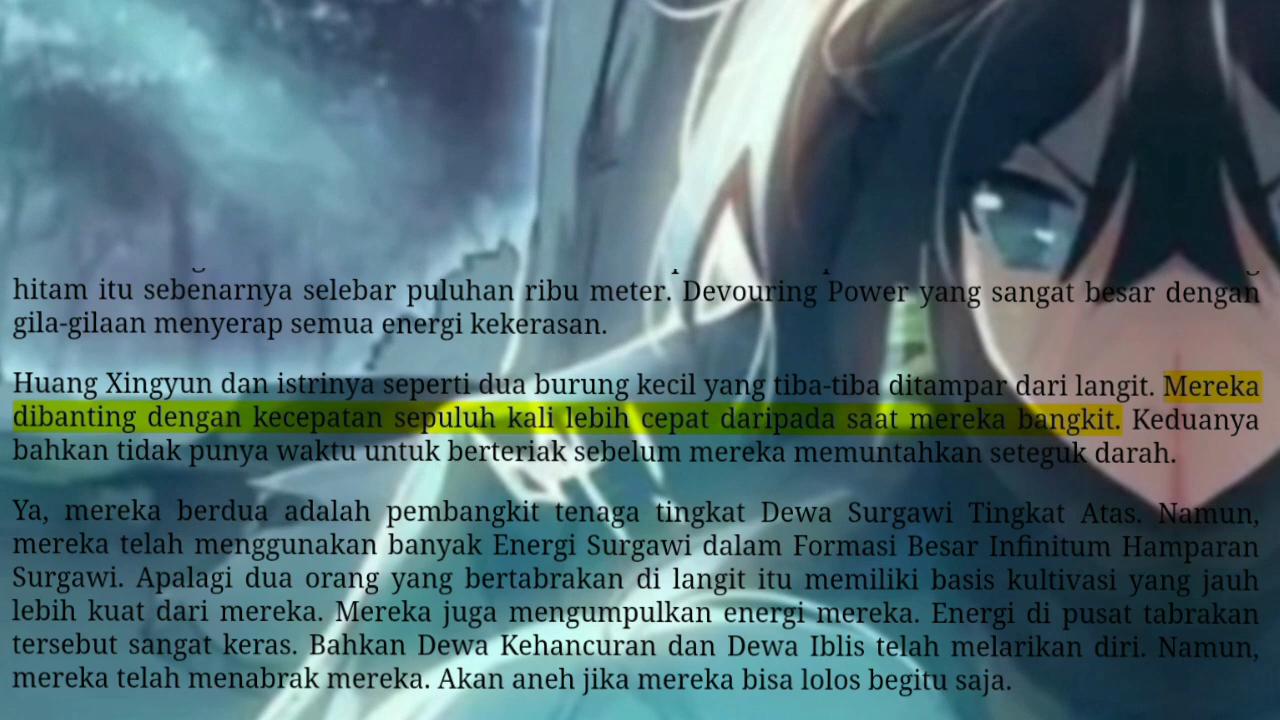 hitam itu sebenarnya selebar puluhan ribu meter. Devouring Power yang sangat besar dengan
gila-gilaan menyerap semua energi kekerasan.
Huang Xingyun dan istrinya seperti dua burung kecil yang tiba-tiba ditampar dari langit. Mereka
dibanting dengan kecepatan sepuluh kali lebih cepat daripada saat mereka bangkit. Keduanya
bahkan tidak punya waktu untuk berteriak sebelum mereka memuntahkan seteguk darah.
Ya, mereka berdua adalah pembangkit tenaga tingkat Dewa Surgawi Tingkat Atas. Namun,
mereka telah menggunakan banyak Energi Surgawi dalam Formasi Besar Infinitum Hamparan
Surgawi. Apalagi dua orang yang bertabrakan di langit itu memiliki basis kultivasi yang jauh
lebih kuat dari mereka. Mereka juga mengumpulkan energi mereka. Energi di pusat tabrakan
tersebut sangat keras. Bahkan Dewa Kehancuran dan Dewa Iblis telah melarikan diri. Namun,
mereka telah menabrak mereka. Akan aneh jika mereka bisa lolos begitu saja.